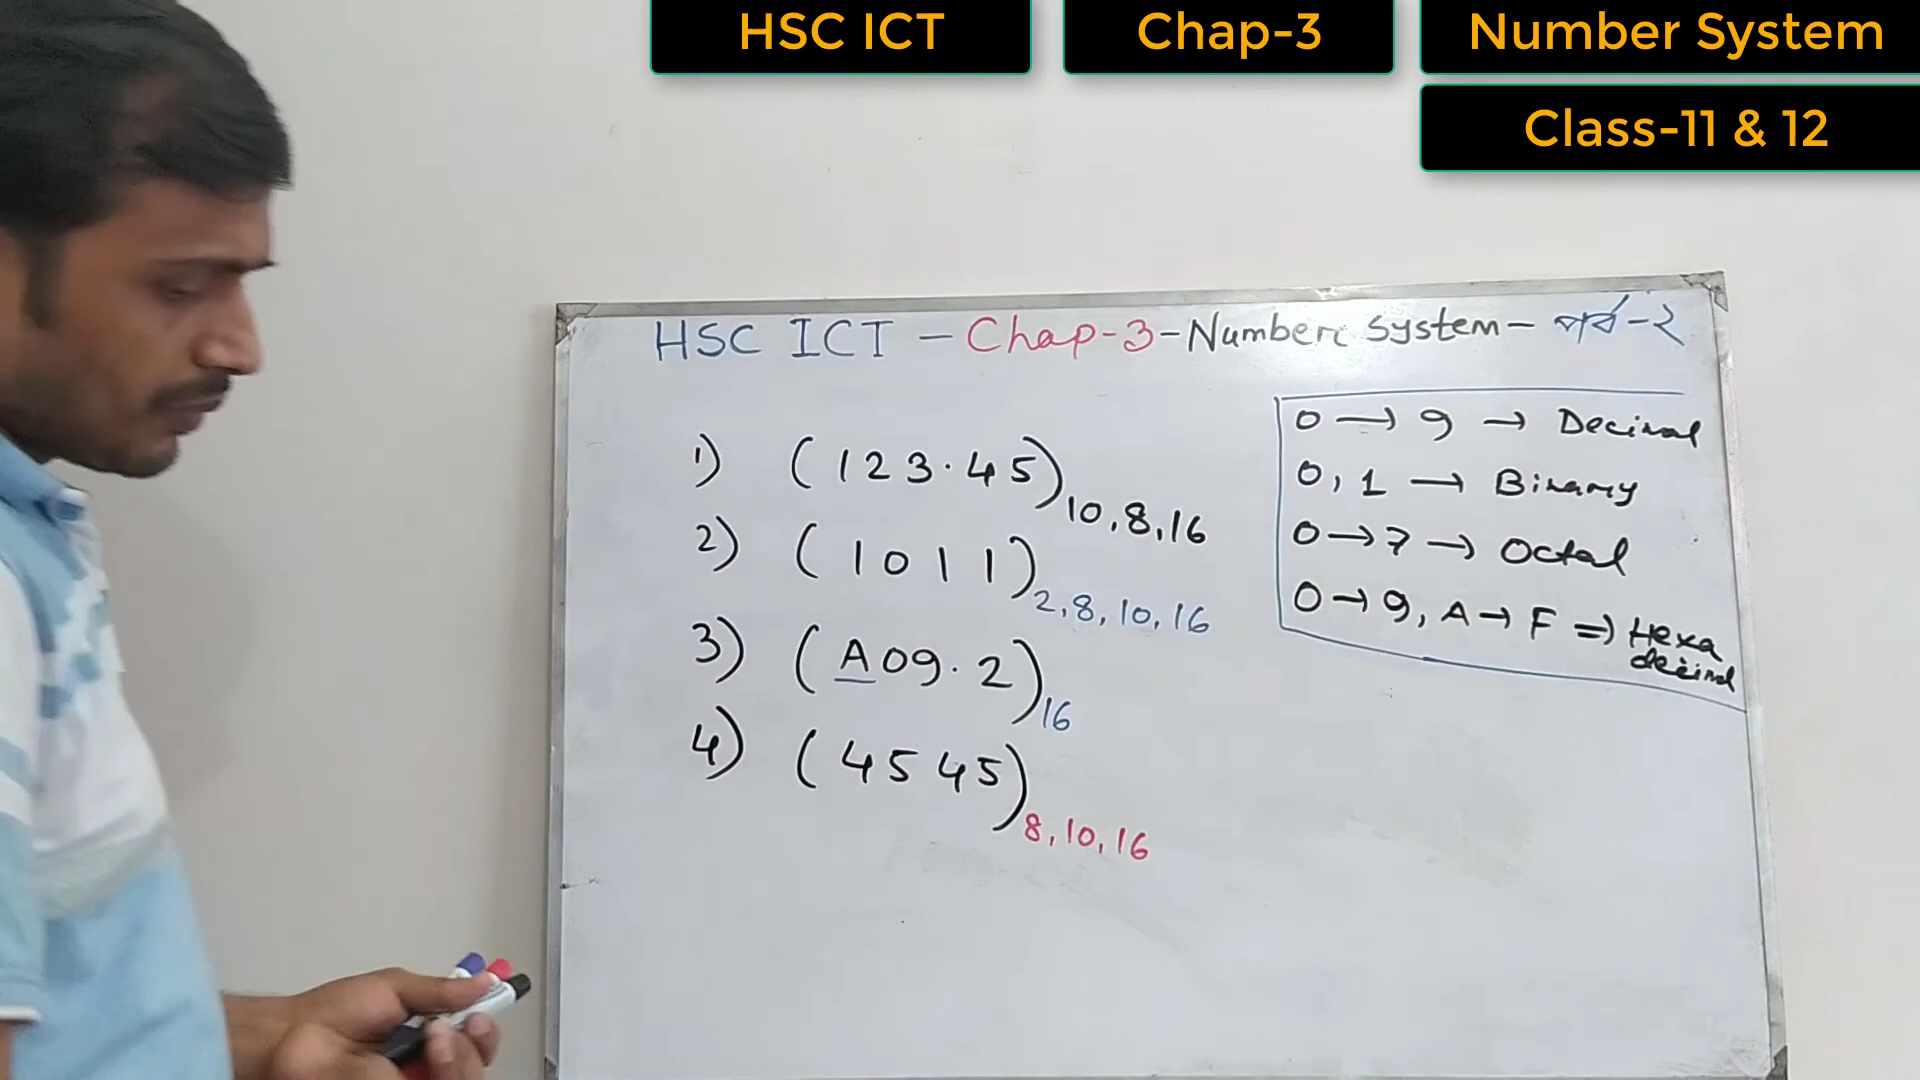 HSC ICT
Chap-3
Number System
Class-11 & 12
HSC ICT - Chap-3 - Number System - পর্ব-২
1) (123.45)10,8,16
2) (1011)2,8,10,16
3) (A09.2)16
4) (4545)8,10,16
0 → 9 → Decimal
0,1 → Binary
0 → 7 → Octal
0 → 9, A → F => Hexa
decimal